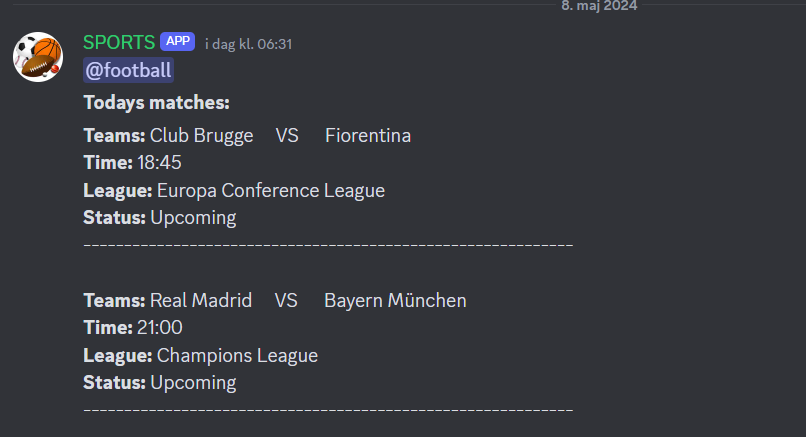 8. maj 2024
SPORTS APP i dag kl. 06:31
@football
Todays matches:
Teams: Club Brugge VS Fiorentina
Time: 18:45
League: Europa Conference League
Status: Upcoming
------------------------------------------------------------
Teams: Real Madrid VS Bayern München
Time: 21:00
League: Champions League
Status: Upcoming
------------------------------------------------------------